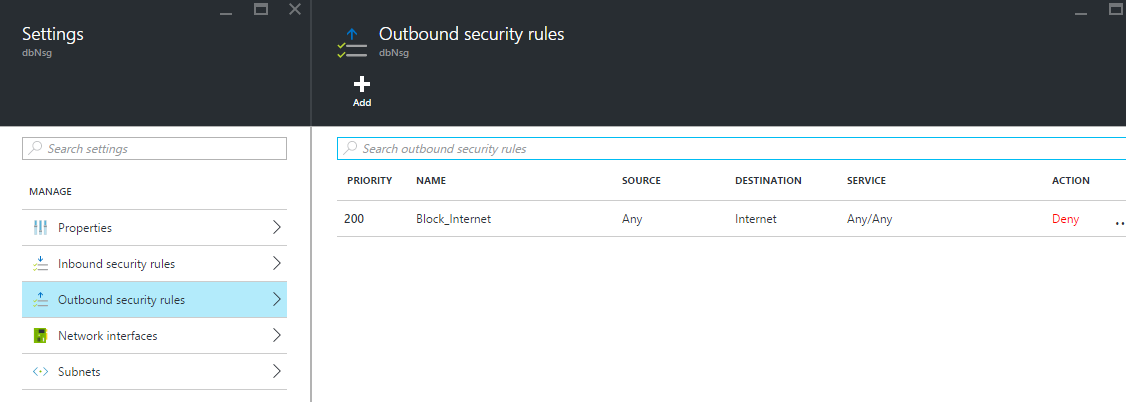 Settings
dbNsg
Outbound security rules
dbNsg
Add
Search settings
MANAGE
Properties
Inbound security rules
Outbound security rules
Network interfaces
Subnets
Search outbound security rules
PRIORITY NAME SOURCE DESTINATION SERVICE ACTION
200 Block_Internet Any Internet Any/Any Deny